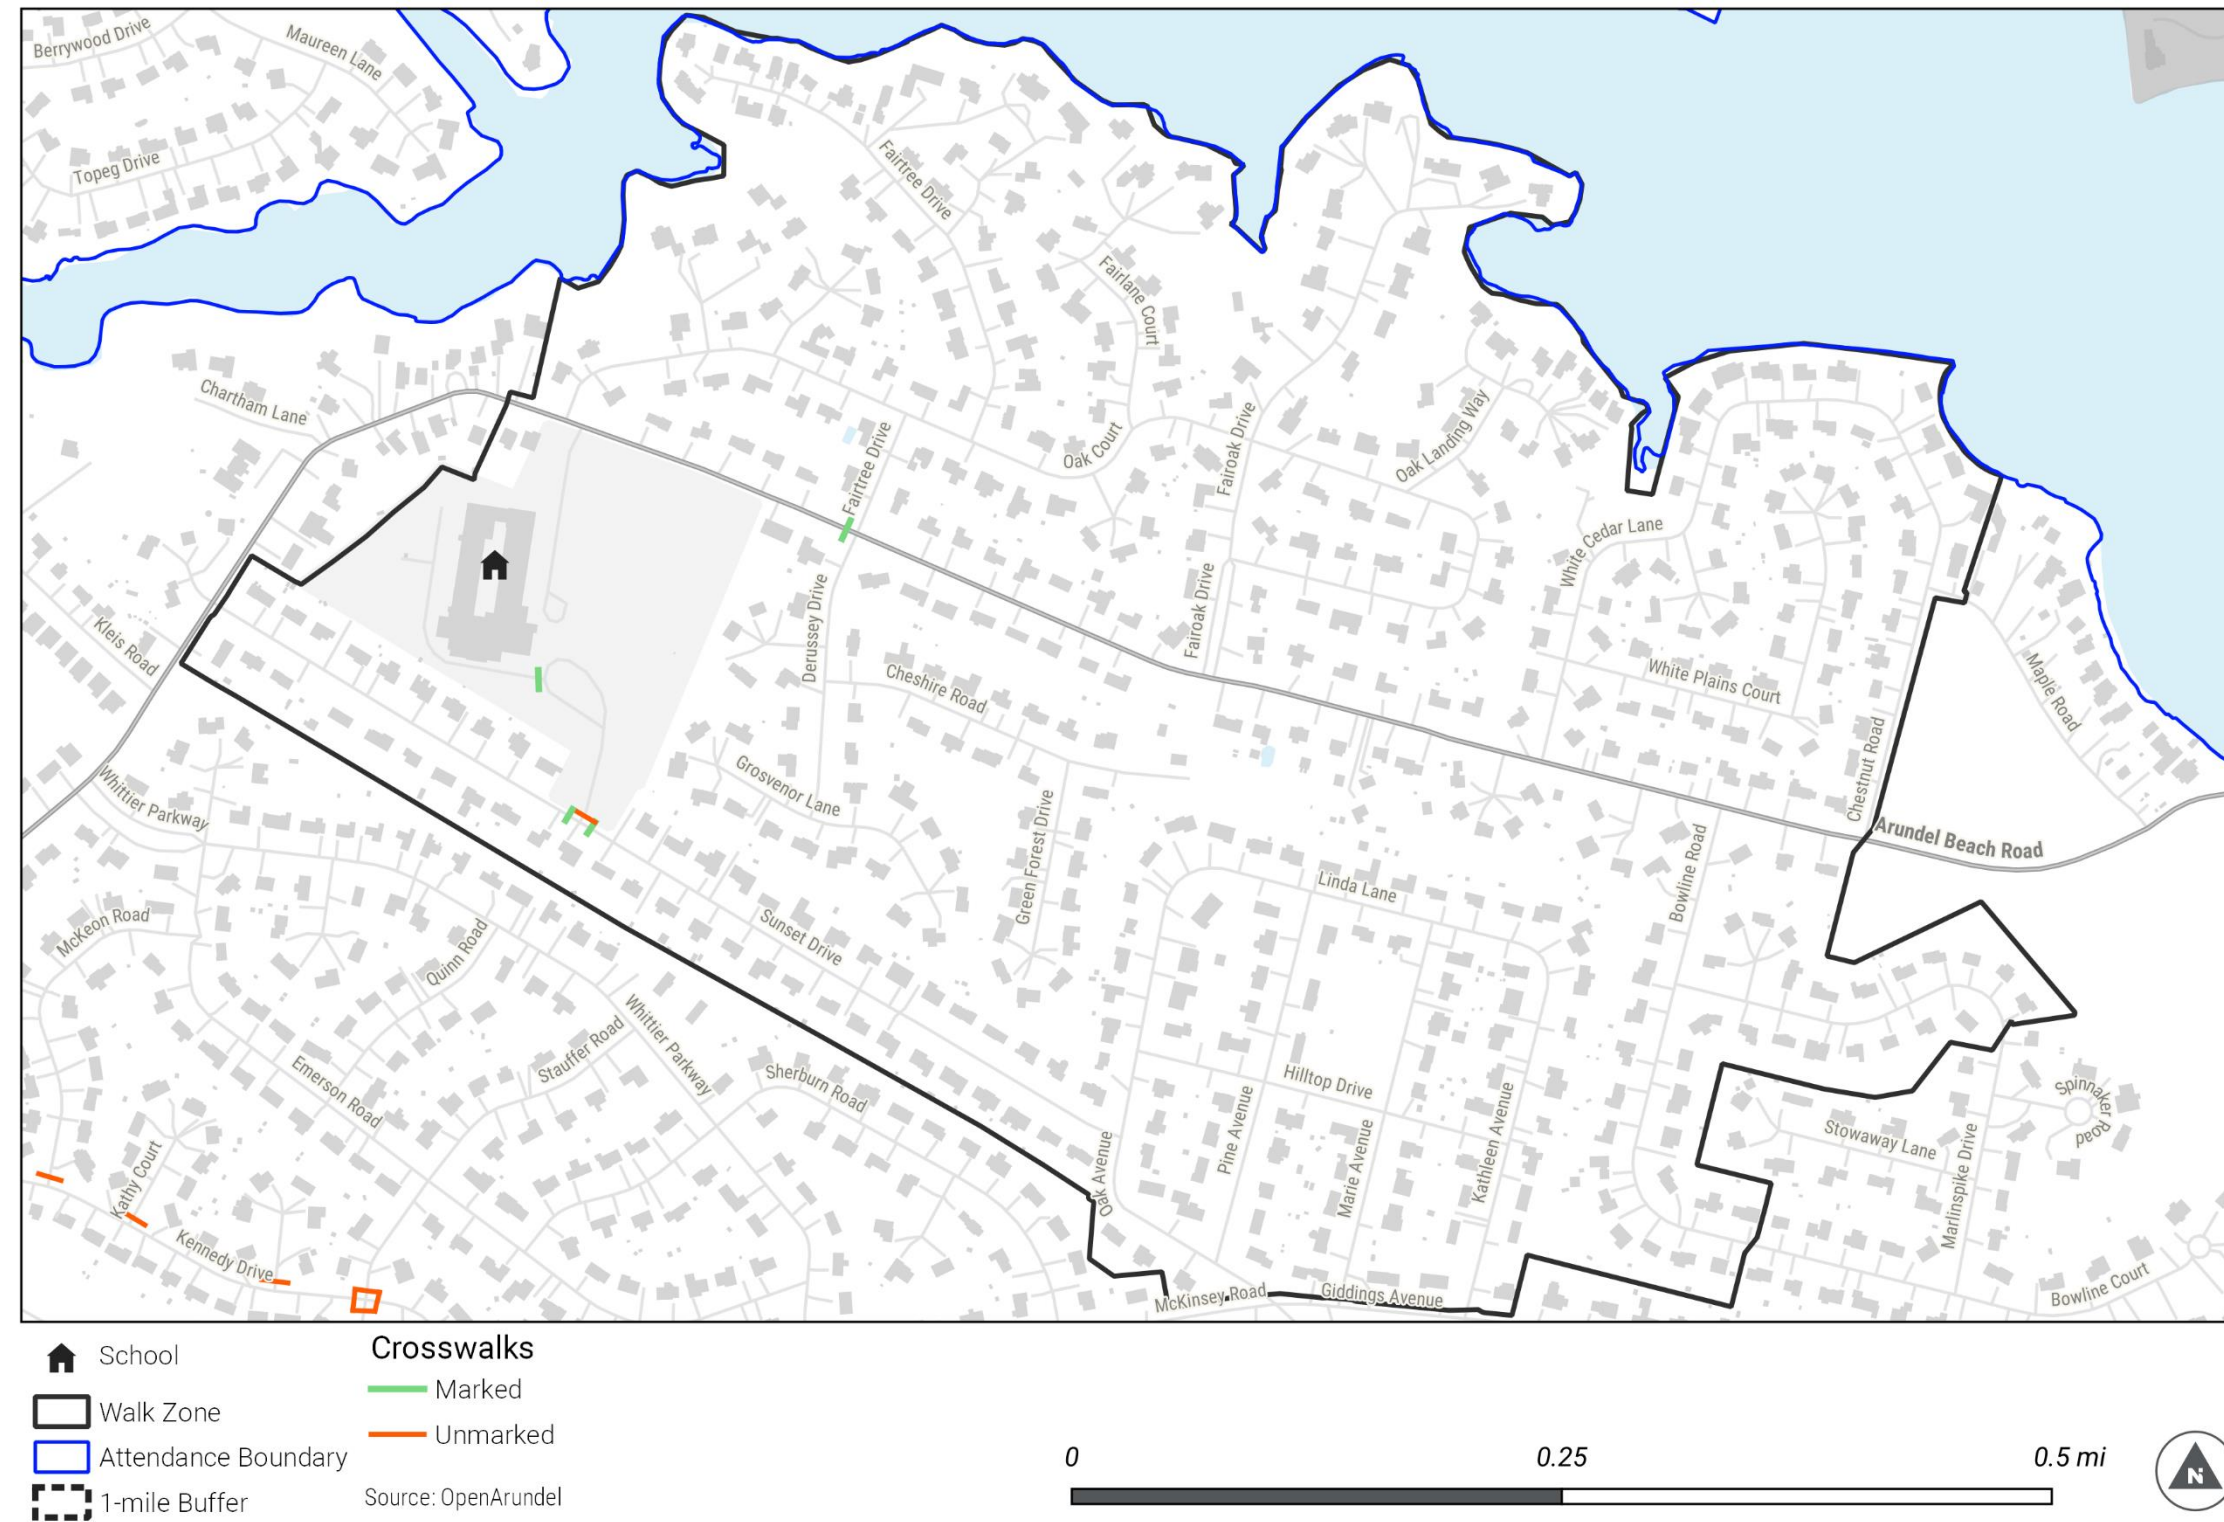 Berrywood Drive
Maureen Lane
Topeg Drive
Fairtree Drive
Fairlane Court
Chartham Lane
Fairtree Drive
Oak Court
Fairoak Drive
Oak Landing Way
White Cedar Lane
Kleis Road
Derussey Drive
Fairoak Drive
Cheshire Road
White Plains Court
Maple Road
Chestnut Road
Whittier Parkway
Grosvenor Lane
Green Forest Drive
Arundel Beach Road
Bowline Road
Linda Lane
McKeon Road
Quinn Road
Sunset Drive
Whittier Parkway
Stauffer Road
Emerson Road
Sherburn Road
Hilltop Drive
Pine Avenue
Oak Avenue
Marie Avenue
Kathleen Avenue
Stowaway Lane
Spinnaker Road
Marlinspike Drive
Kathy Court
Kennedy Drive
McKinsey Road
Giddings Avenue
Bowline Court
School
Walk Zone
Attendance Boundary
1-mile Buffer
Crosswalks
Marked
Unmarked
Source: OpenArundel
0 0.25 0.5 mi
N